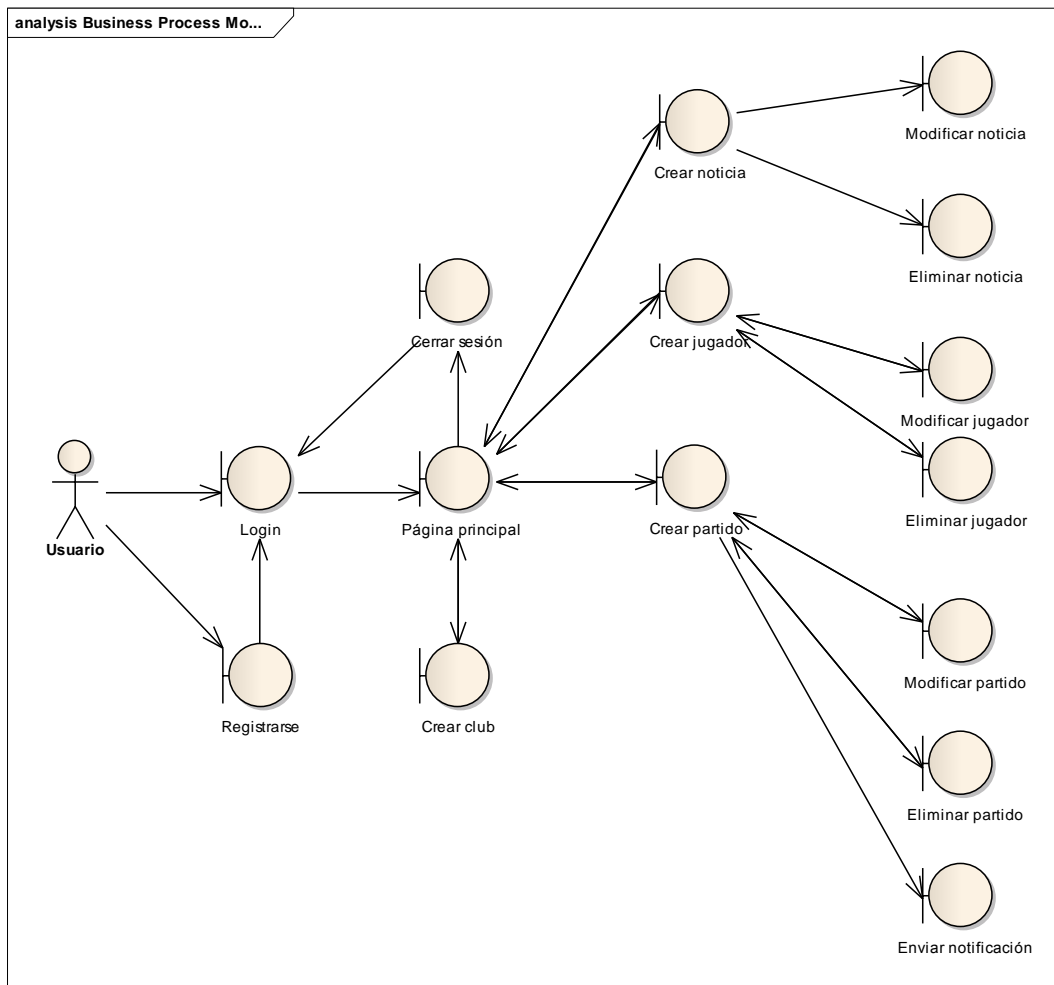 analysis Business Process Mo...
Modificar noticia
Crear noticia
Eliminar noticia
Cerrar sesión
Crear jugador
Modificar jugador
Eliminar jugador
Usuario
Login
Página principal
Crear partido
Modificar partido
Registrarse
Crear club
Eliminar partido
Enviar notificación